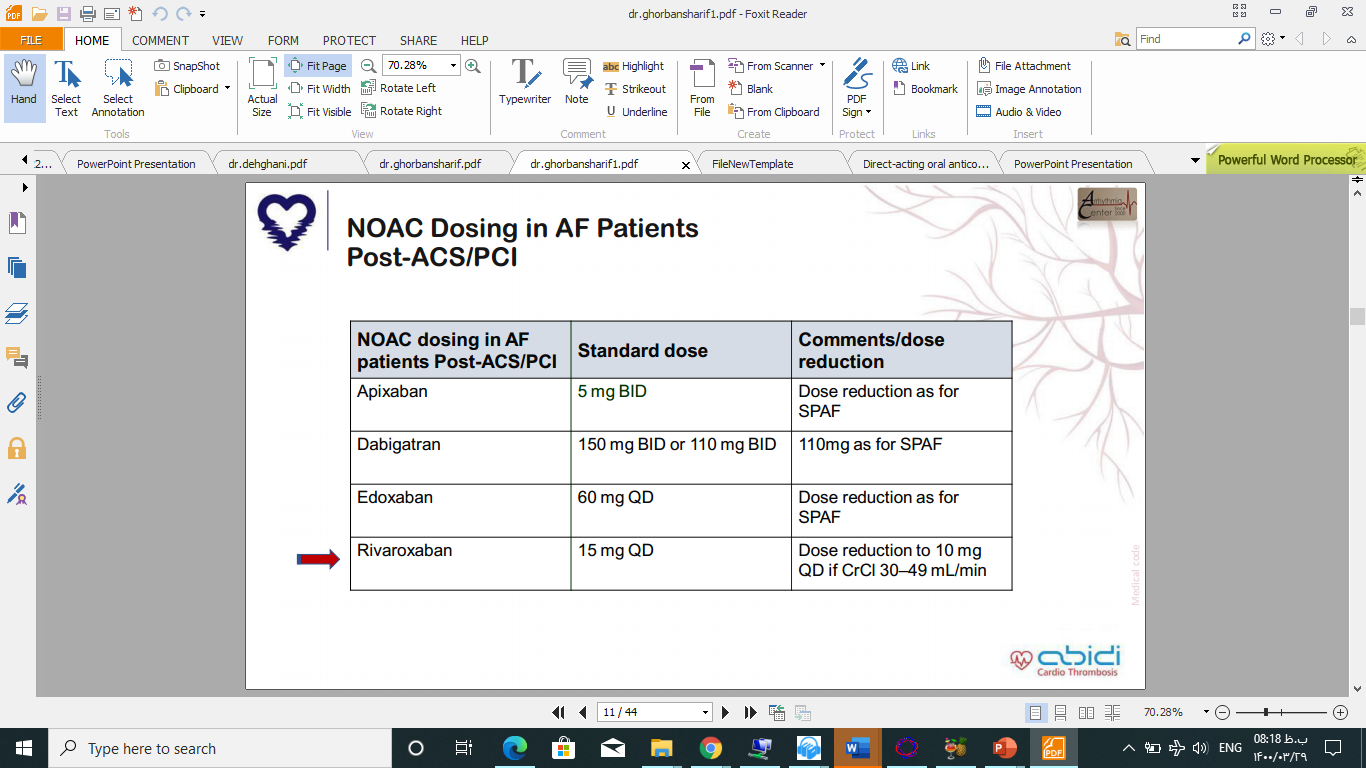 dr.ghorbansharif1.pdf - Foxit Reader
FILE HOME COMMENT VIEW FORM PROTECT SHARE HELP
Find
Hand
Select Text
Select Annotation
SnapShot
Clipboard
Tools
Actual Size
Fit Page
Fit Width
Fit Visible
70.28%
Rotate Left
Rotate Right
View
Typewriter
Note
Highlight
Strikeout
Underline
Comment
From File
From Scanner
Blank
From Clipboard
Create
PDF Sign
Protect
Link
Bookmark
Links
File Attachment
Image Annotation
Audio & Video
Insert
2... PowerPoint Presentation dr.dehghani.pdf dr.ghorbansharif.pdf dr.ghorbansharif1.pdf FileNewTemplate Direct-acting oral antico... PowerPoint Presentation
Powerful Word Processor
Arrhythmia
Center
NOAC Dosing in AF Patients
Post-ACS/PCI
NOAC dosing in AF patients Post-ACS/PCI Standard dose Comments/dose reduction
Apixaban 5 mg BID Dose reduction as for SPAF
Dabigatran 150 mg BID or 110 mg BID 110mg as for SPAF
Edoxaban 60 mg QD Dose reduction as for SPAF
Rivaroxaban 15 mg QD Dose reduction to 10 mg QD if CrCl 30–49 mL/min
Medical code
abidi
Cardio Thrombosis
11 / 44
70.28%
Type here to search
ENG
08:18 ب.ظ
۱۴۰۰/۰۳/۲۹